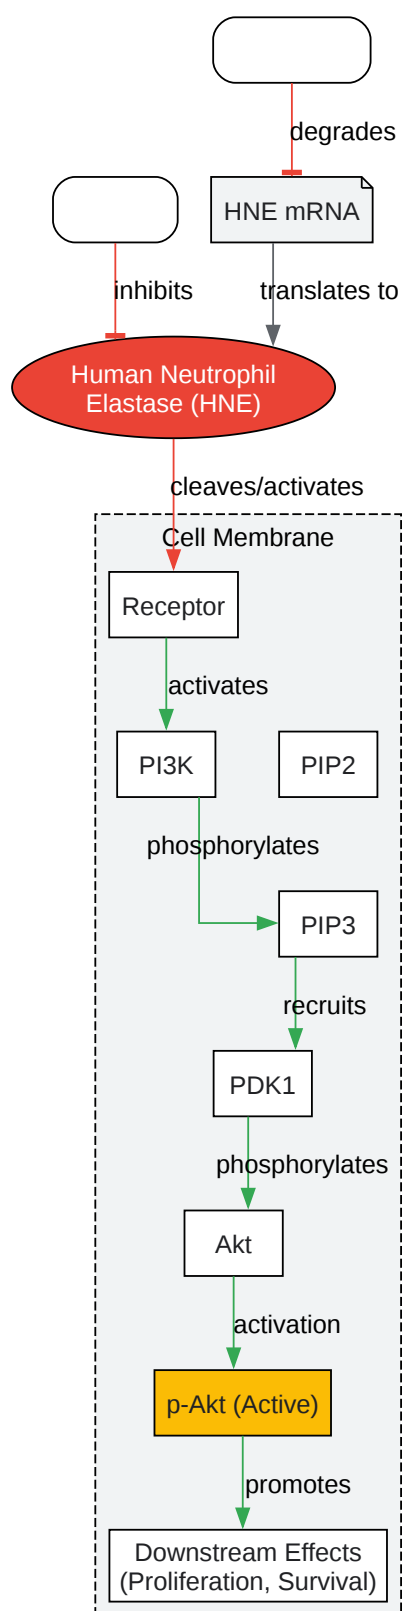 degrades
HNE mRNA
inhibits
translates to
Human Neutrophil
Elastase (HNE)
cleaves/activates
Cell Membrane
Receptor
activates
PI3K
PIP2
phosphorylates
PIP3
recruits
PDK1
phosphorylates
Akt
activation
p-Akt (Active)
promotes
Downstream Effects
(Proliferation, Survival)